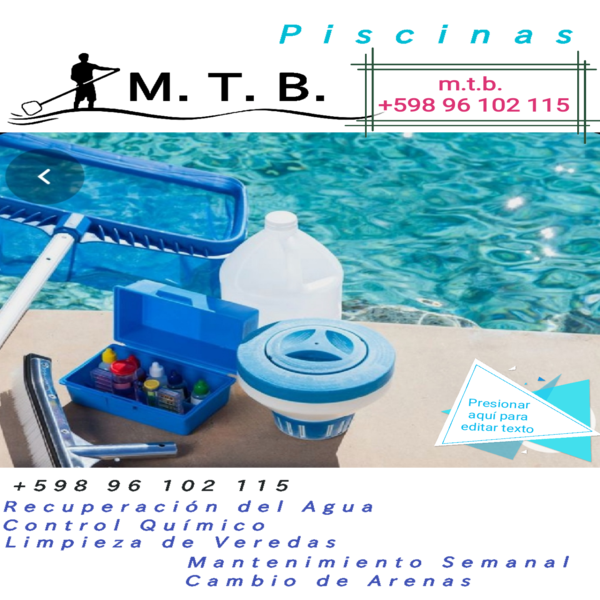 Piscinas
M. T. B.
m.t.b.
+598 96 102 115
Presionar
aquí para
editar texto
+598 96 102 115
Recuperación del Agua
Control Químico
Limpieza de Veredas
Mantenimiento Semanal
Cambio de Arenas